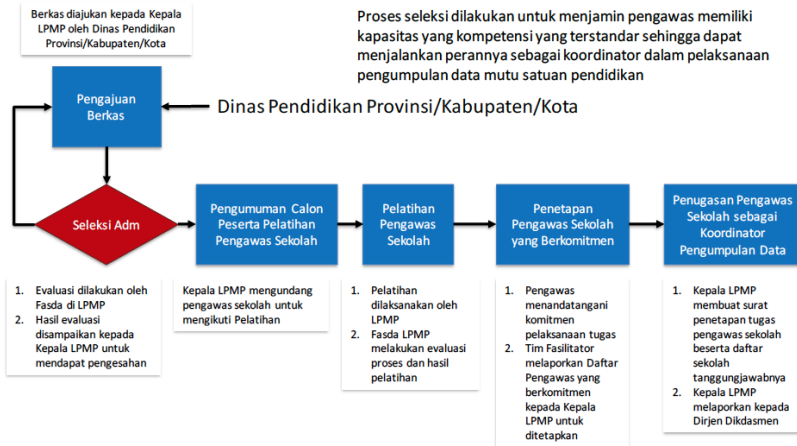 Berkas diajukan kepada Kepala
LPMP oleh Dinas Pendidikan
Provinsi/Kabupaten/Kota
Proses seleksi dilakukan untuk menjamin pengawas memiliki
kapasitas yang kompetensi yang terstandar sehingga dapat
menjalankan perannya sebagai koordinator dalam pelaksanaan
pengumpulan data mutu satuan pendidikan
Pengajuan
Berkas
Dinas Pendidikan Provinsi/Kabupaten/Kota
Seleksi Adm
Pengumuman Calon
Peserta Pelatihan
Pengawas Sekolah
Pelatihan
Pengawas
Sekolah
Penetapan
Pengawas Sekolah
yang Berkomitmen
Penugasan Pengawas
Sekolah sebagai
Koordinator
Pengumpulan Data
1. Evaluasi dilakukan oleh
Fasda di LPMP
2. Hasil evaluasi
disampaikan kepada
Kepala LPMP untuk
mendapat pengesahan
Kepala LPMP mengundang
pengawas sekolah untuk
mengikuti Pelatihan
1. Pelatihan
dilaksanakan oleh
LPMP
2. Fasda LPMP
melakukan evaluasi
proses dan hasil
pelatihan
1. Pengawas
menandatangani
komitmen
pelaksanaan tugas
2. Tim Fasilitator
melaporkan Daftar
Pengawas yang
berkomitmen
kepada Kepala
LPMP untuk
ditetapkan
1. Kepala LPMP
membuat surat
penetapan tugas
pengawas sekolah
beserta daftar
sekolah
tanggungjawabnya
2. Kepala LPMP
melaporkan kepada
Dirjen Dikdasmen